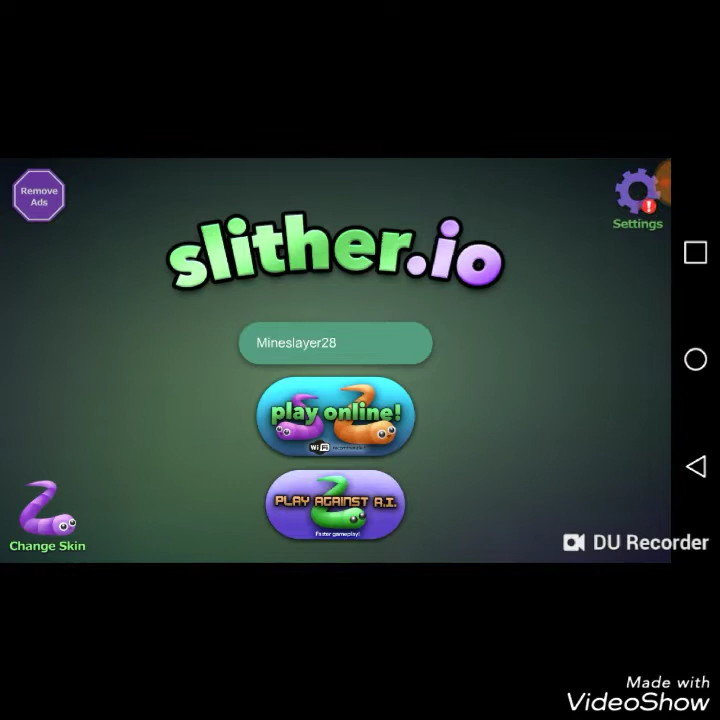 Remove
Ads
Settings
slither.io
Mineslayer28
play online!
WiFi
PLAY AGAINST A.I.
Faster gameplay!
Change Skin
DU Recorder
Made with
VideoShow